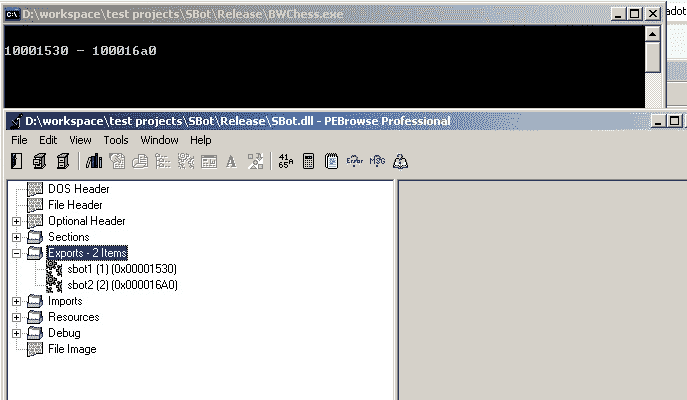 D:\workspace\test projects\SBot\Release\BWChess.exe
adot
10001530 - 100016a0
D:\workspace\test projects\SBot\Release\SBot.dll - PEBrowse Professional
File Edit View Tools Window Help
DOS Header
File Header
Optional Header
Sections
Exports - 2 Items
sbot1 (1) (0x00001530)
sbot2 (2) (0x000016A0)
Imports
Resources
Debug
File Image